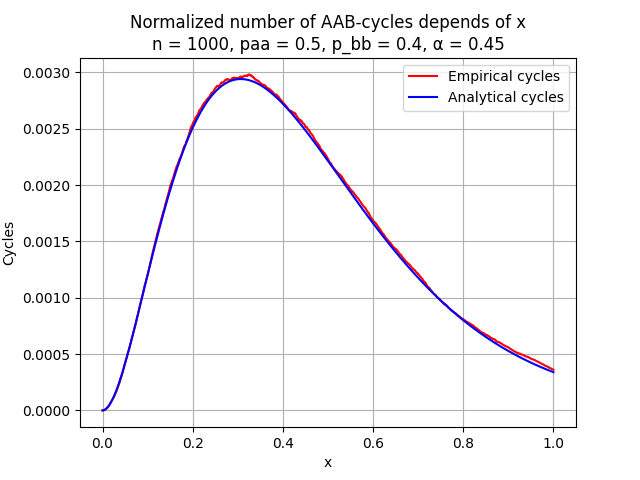 Normalized number of AAB-cycles depends of x
n = 1000, paa = 0.5, p_bb = 0.4, α = 0.45
Empirical cycles
Analytical cycles
Cycles
0.0030
0.0025
0.0020
0.0015
0.0010
0.0005
0.0000
0.0 0.2 0.4 0.6 0.8 1.0
x